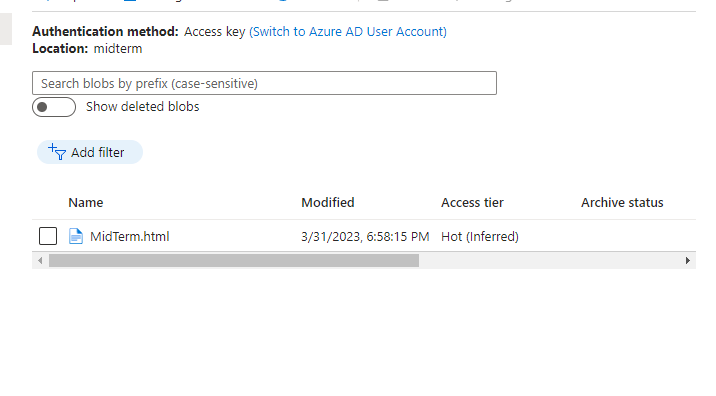 Authentication method: Access key (Switch to Azure AD User Account)
Location: midterm
Search blobs by prefix (case-sensitive)
Show deleted blobs
Add filter
Name Modified Access tier Archive status
MidTerm.html 3/31/2023, 6:58:15 PM Hot (Inferred)